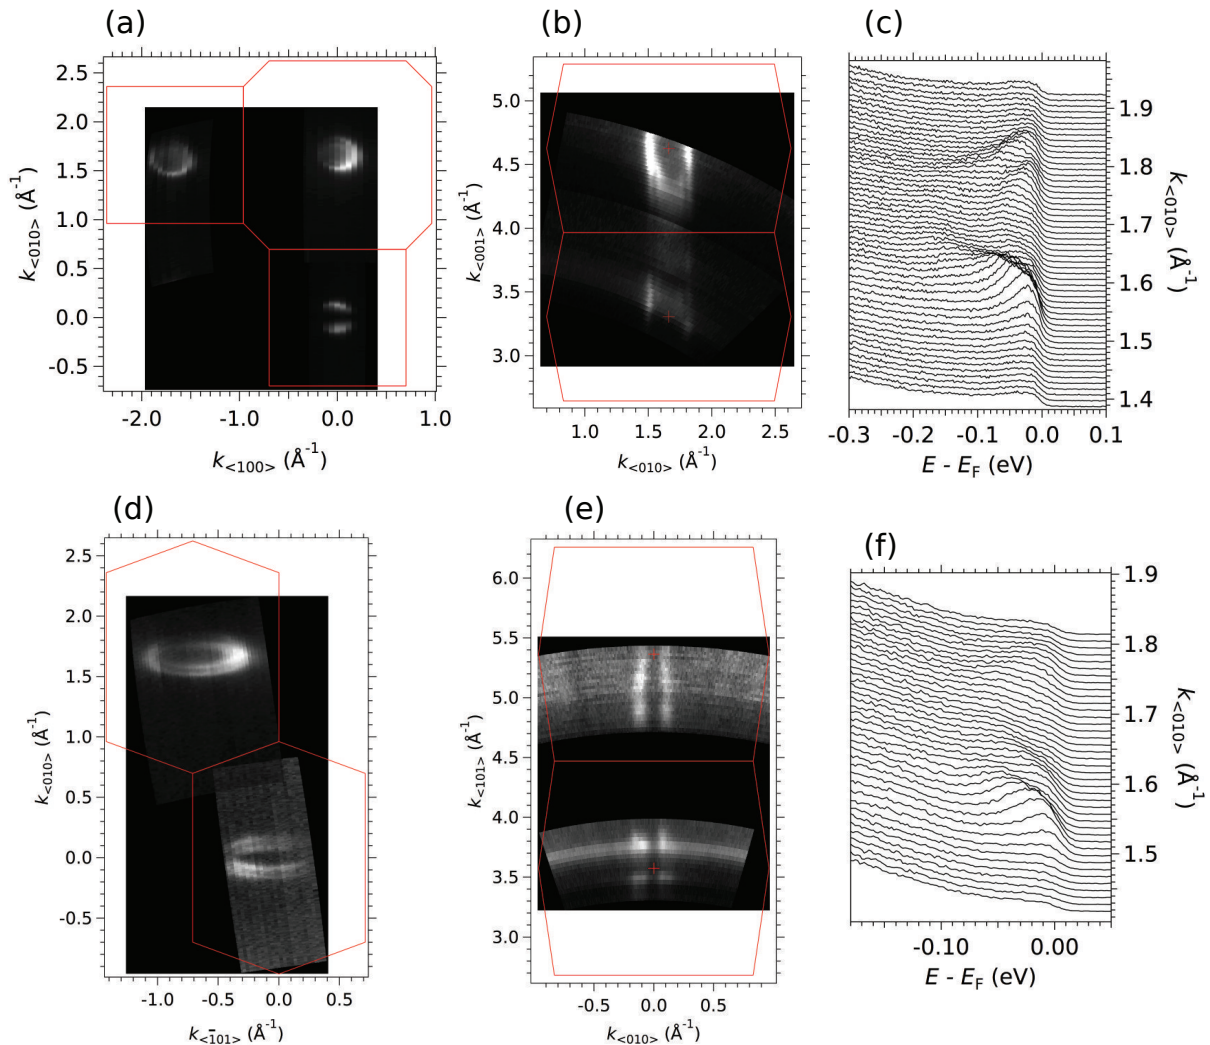 (a)
(b)
(c)
2.5
2.0
1.5
1.0
0.5
0.0
-0.5
k<010> (Å-1)
-2.0 -1.0 0.0 1.0
k<100> (Å-1)
5.0
4.5
4.0
3.5
3.0
k<001> (Å-1)
1.0 1.5 2.0 2.5
k<010> (Å-1)
1.9
1.8
1.7
1.6
1.5
1.4
k<010> (Å-1)
-0.3 -0.2 -0.1 0.0 0.1
E - EF (eV)
(d)
(e)
(f)
2.5
2.0
1.5
1.0
0.5
0.0
-0.5
k<010> (Å-1)
-1.0 -0.5 0.0 0.5
k<1̄01> (Å-1)
6.0
5.5
5.0
4.5
4.0
3.5
3.0
k<101> (Å-1)
-0.5 0.0 0.5
k<010> (Å-1)
1.9
1.8
1.7
1.6
1.5
k<010> (Å-1)
-0.10 0.00
E - EF (eV)